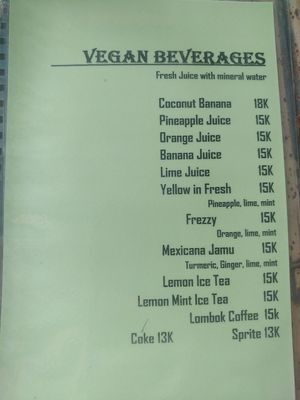 VEGAN BEVERAGES
Fresh Juice with mineral water
Coconut Banana 18K
Pineapple Juice 15K
Orange Juice 15K
Banana Juice 15K
Lime Juice 15K
Yellow in Fresh 15K
Pineapple, lime, mint
Frezzy 15K
Orange, lime, mint
Mexicana Jamu 15K
Turmeric, Ginger, lime, mint
Lemon Ice Tea 15K
Lemon Mint Ice Tea 15K
Lombok Coffee 15k
Coke 13K Sprite 13K